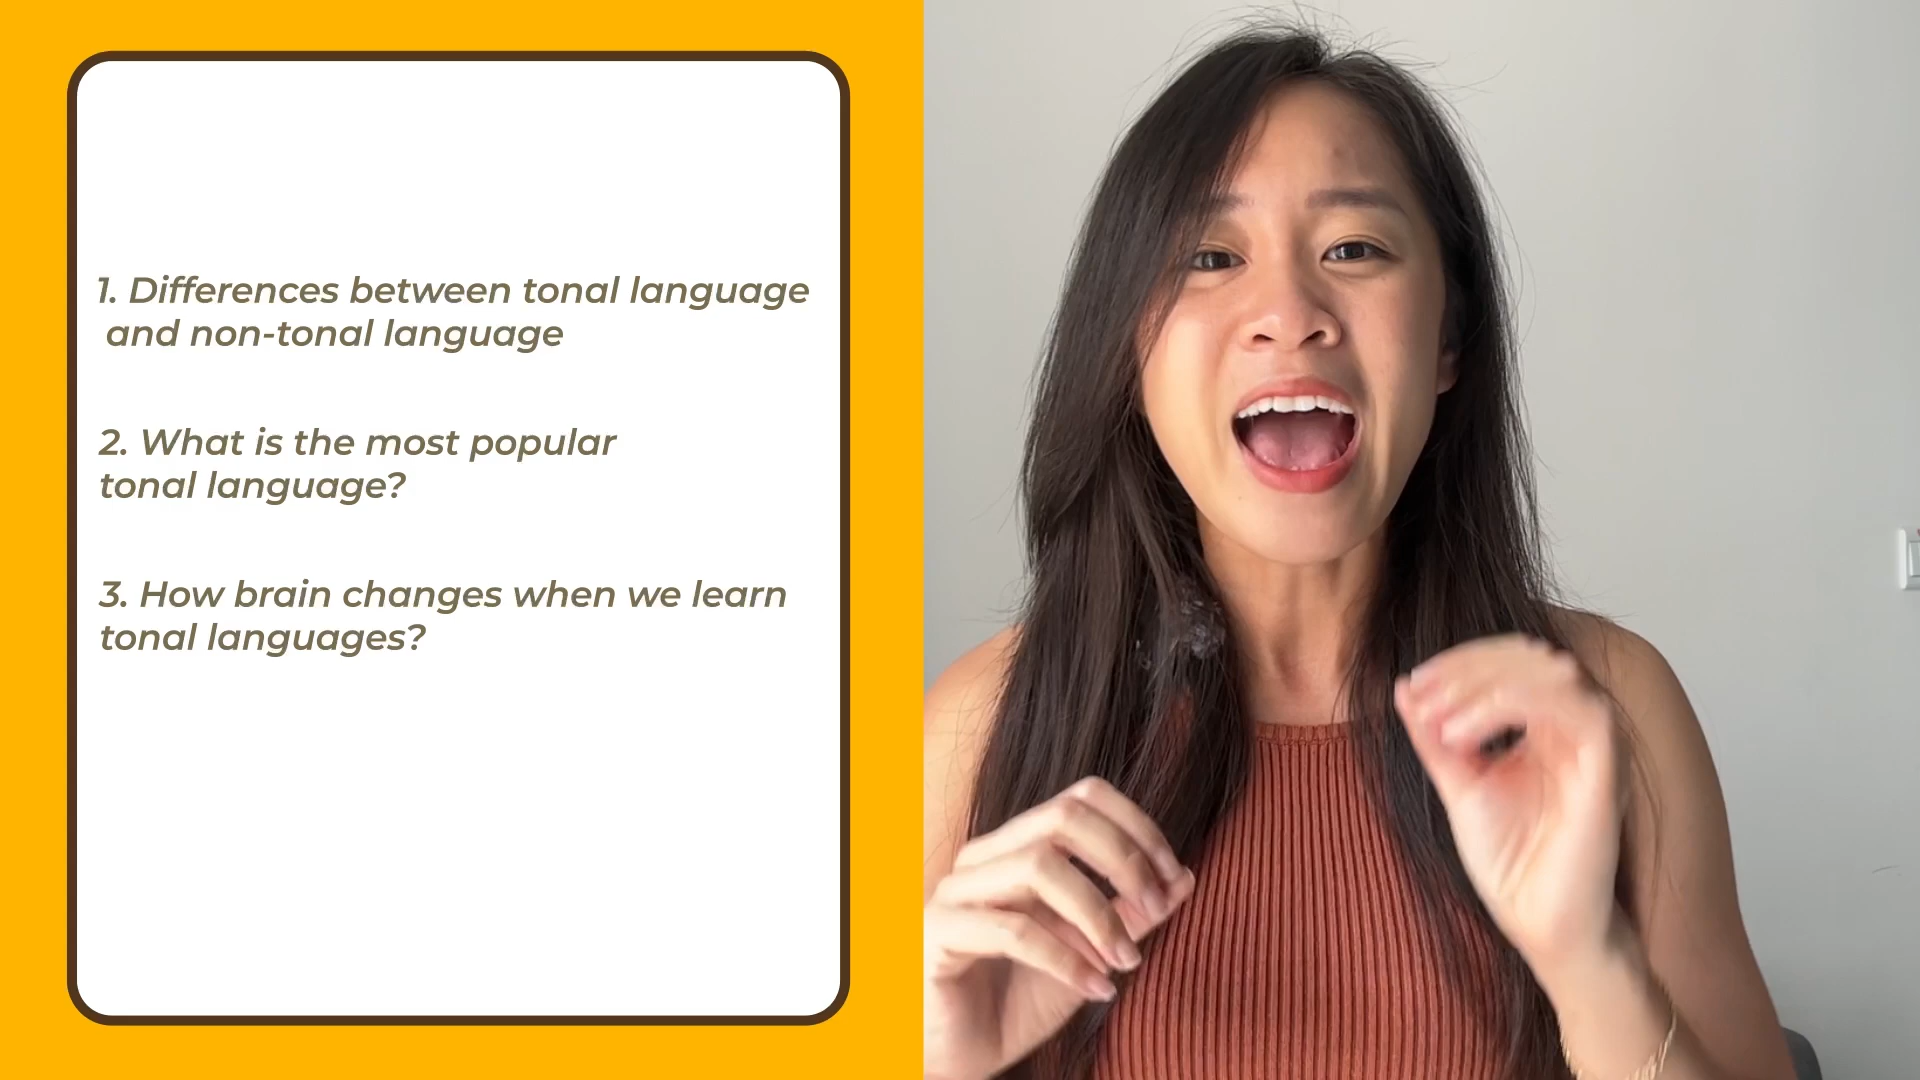 1. Differences between tonal language
and non-tonal language
2. What is the most popular
tonal language?
3. How brain changes when we learn
tonal languages?